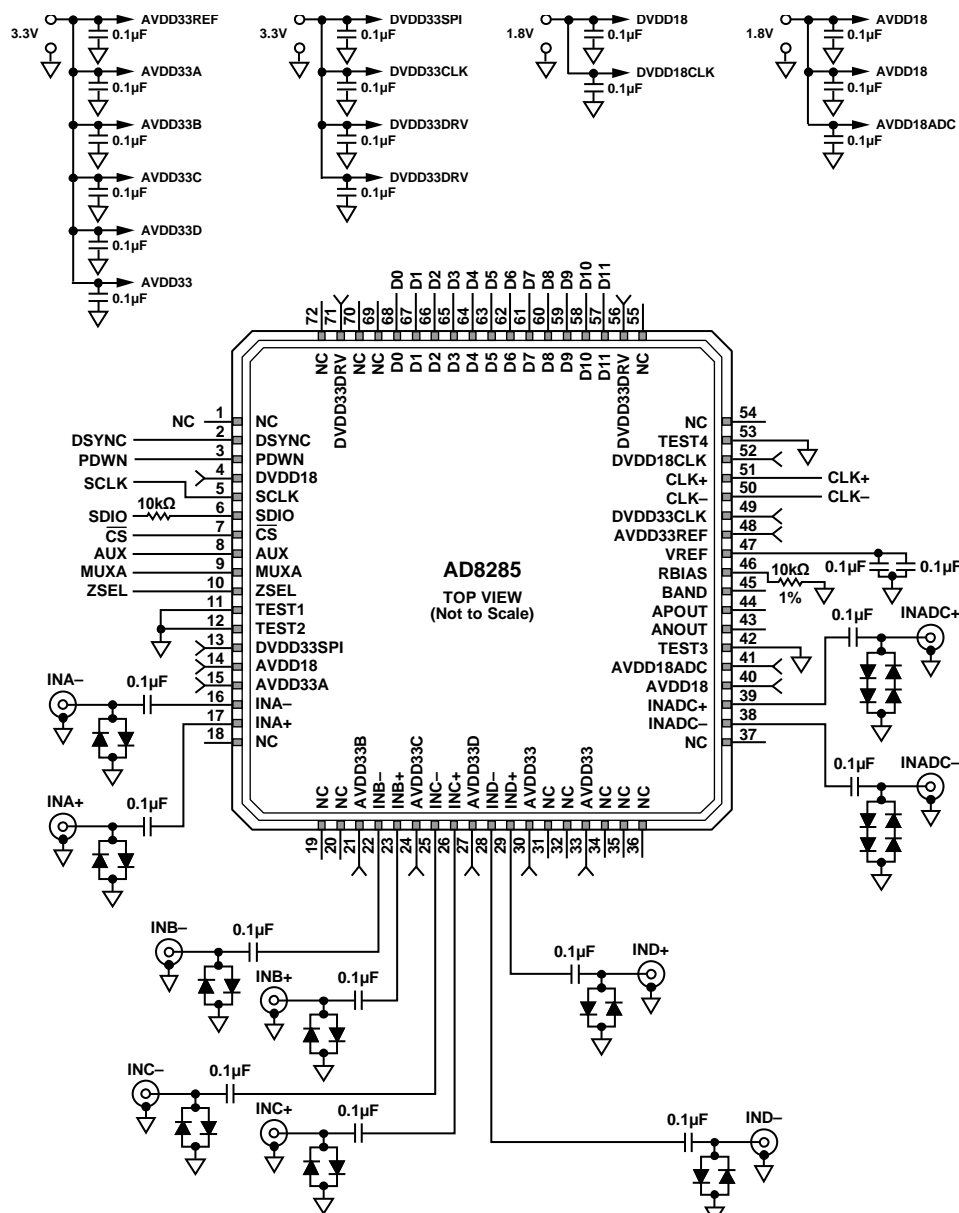 3.3V
AVDD33REF
0.1µF
AVDD33A
0.1µF
AVDD33B
0.1µF
AVDD33C
0.1µF
AVDD33D
0.1µF
AVDD33
0.1µF
3.3V
DVDD33SPI
0.1µF
DVDD33CLK
0.1µF
DVDD33DRV
0.1µF
DVDD33DRV
0.1µF
1.8V
DVDD18
0.1µF
DVDD18CLK
0.1µF
1.8V
AVDD18
0.1µF
AVDD18
0.1µF
AVDD18ADC
0.1µF
D0 D1 D2 D3 D4 D5 D6 D7 D8 D9 D10 D11
72 71 70 69 68 67 66 65 64 63 62 61 60 59 58 57 56 55
NC DVDD33DRV NC NC D0 D1 D2 D3 D4 D5 D6 D7 D8 D9 D10 D11 DVDD33DRV NC
NC 1 NC
DSYNC 2 DSYNC
PDWN 3 PDWN
4 DVDD18
SCLK 5 SCLK
SDIO 10kΩ 6 SDIO
CS 7 CS
AUX 8 AUX
MUXA 9 MUXA
ZSEL 10 ZSEL
11 TEST1
12 TEST2
13 DVDD33SPI
14 AVDD18
15 AVDD33A
16 INA–
17 INA+
18 NC
AD8285
TOP VIEW
(Not to Scale)
NC 54
TEST4 53
DVDD18CLK 52
CLK+ 51 CLK+
CLK– 50 CLK–
DVDD33CLK 49
AVDD33REF 48
VREF 47
0.1µF 0.1µF
RBIAS 46 10kΩ
1%
BAND 45
APOUT 44
ANOUT 43
TEST3 42
AVDD18ADC 41
AVDD18 40
INADC+ 39
INADC– 38
NC 37
0.1µF INADC+
0.1µF INADC–
INA– 0.1µF
INA+ 0.1µF
NC NC AVDD33B INB– INB+ AVDD33C INC– INC+ AVDD33D IND– IND+ AVDD33 NC NC AVDD33 NC NC NC
19 20 21 22 23 24 25 26 27 28 29 30 31 32 33 34 35 36
INB– 0.1µF
INB+ 0.1µF
0.1µF IND+
INC– 0.1µF
INC+ 0.1µF
0.1µF IND–